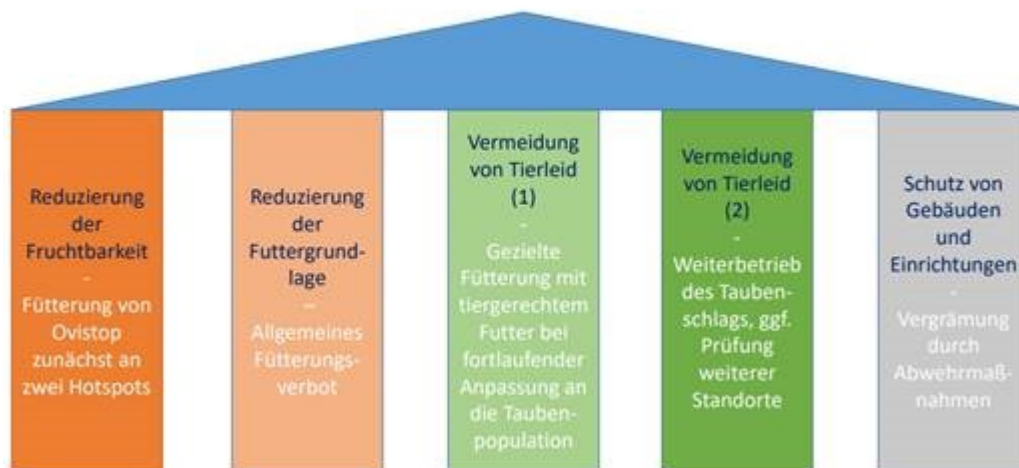 Reduzierung
der
Fruchtbarkeit
-
Fütterung von
Ovistop
zunächst an
zwei Hotspots
Reduzierung
der
Futtergrund-
lage
–
Allgemeines
Fütterungs-
verbot
Vermeidung
von Tierleid
(1)
-
Gezielte
Fütterung mit
tiergerechtem
Futter bei
fortlaufender
Anpassung an
die Tauben-
population
Vermeidung
von Tierleid
(2)
-
Weiterbetrieb
des Tauben-
schlags, ggf.
Prüfung
weiterer
Standorte
Schutz von
Gebäuden
und
Einrichtungen
-
Vergrämung
durch
Abwehrmaß-
nahmen